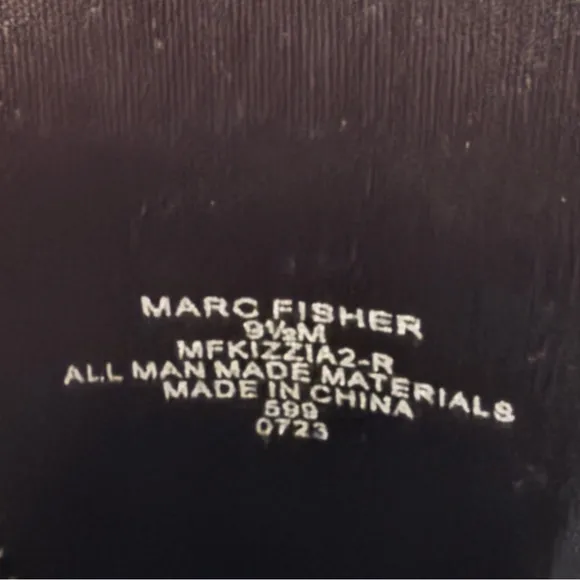 MARC FISHER
9½M
MFKIZZIA2-R
ALL MAN MADE MATERIALS
MADE IN CHINA
599
0723